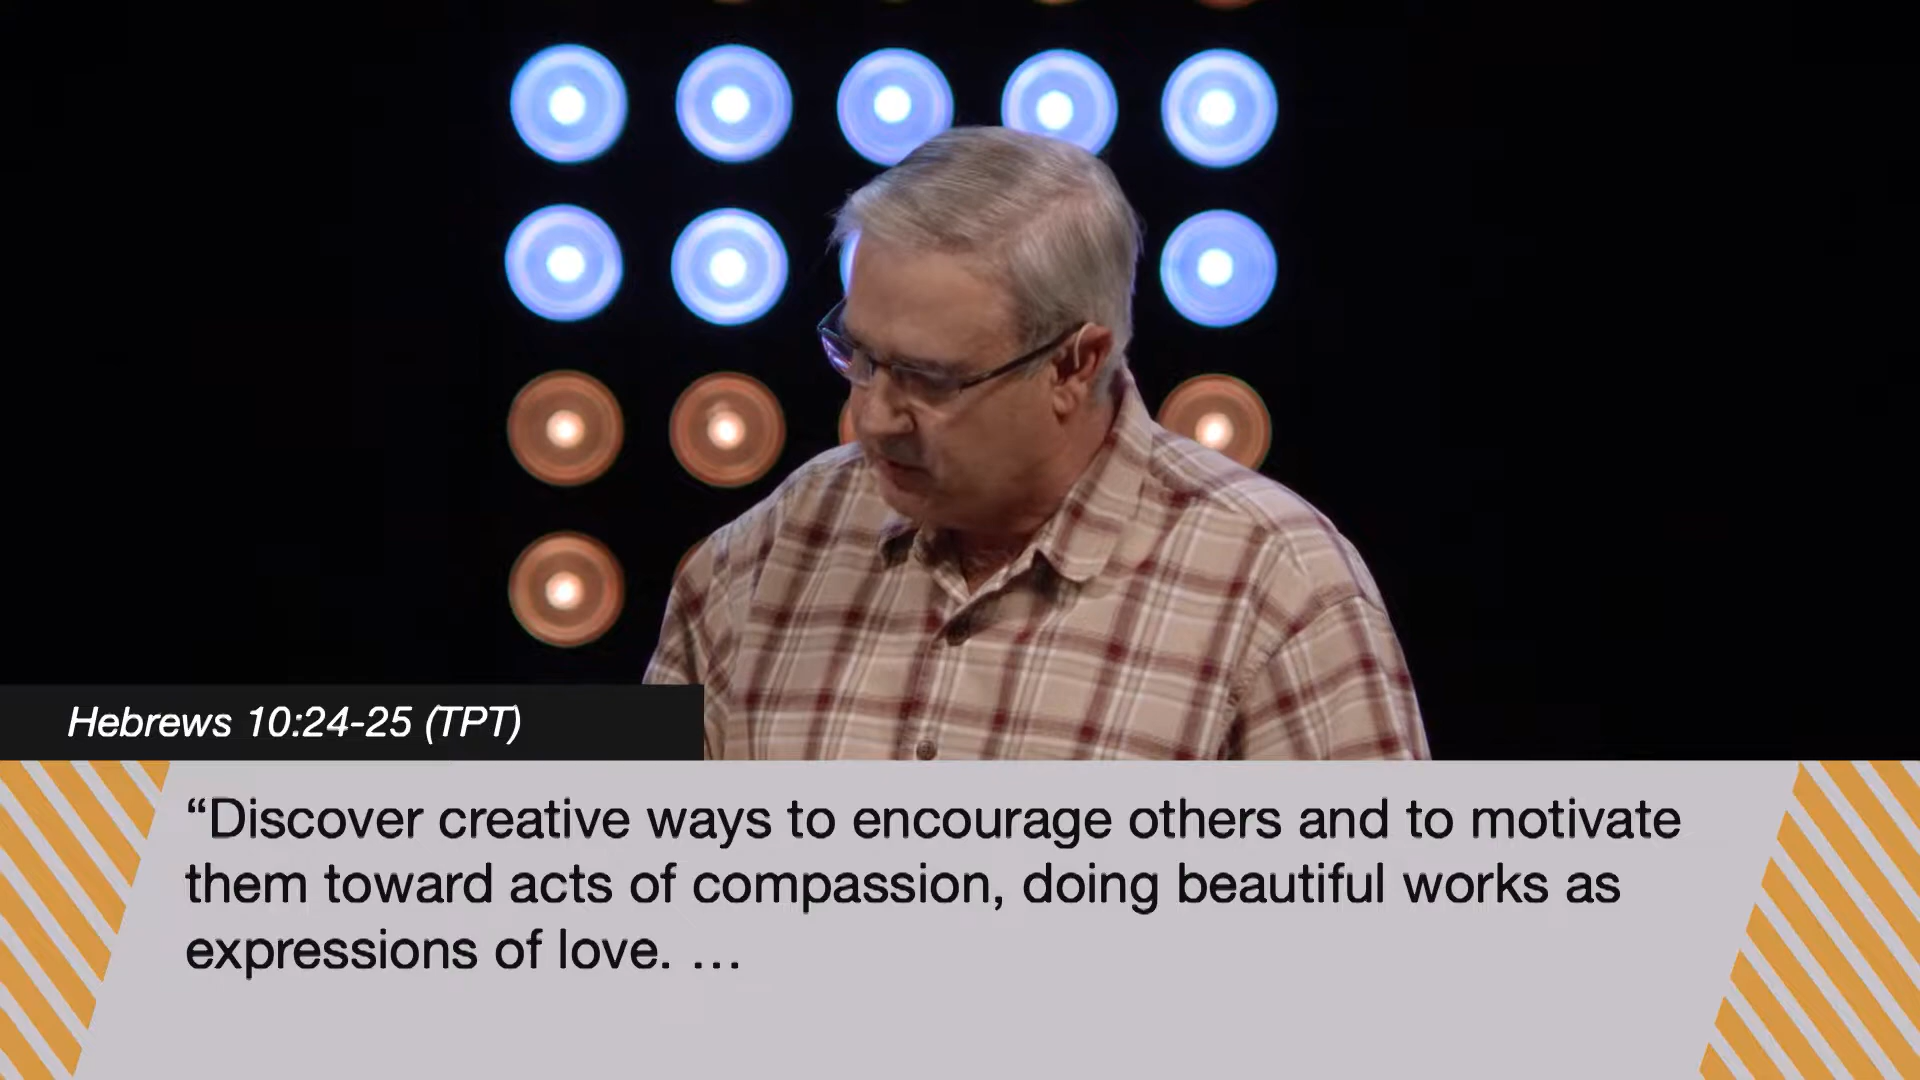 Hebrews 10:24-25 (TPT)
“Discover creative ways to encourage others and to motivate
them toward acts of compassion, doing beautiful works as
expressions of love. …